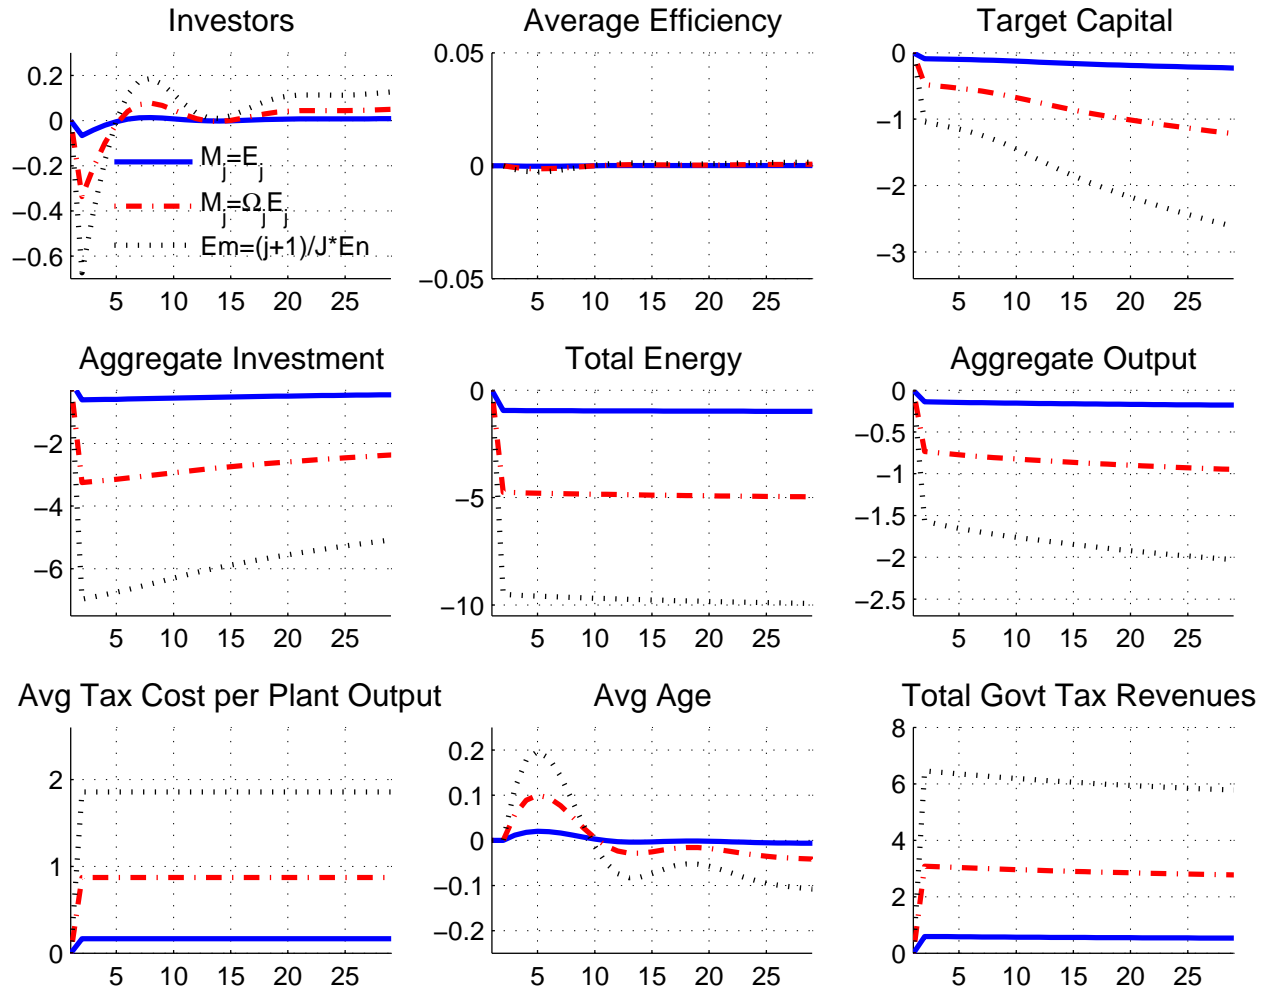 Investors
Average Efficiency
Target Capital
0.2
0
−0.2
−0.4
−0.6
M_j=E_j
M_j=Ω_jE_j
Em=(j+1)/J*En
5 10 15 20 25
0.05
0
−0.05
5 10 15 20 25
0
−1
−2
−3
5 10 15 20 25
Aggregate Investment
Total Energy
Aggregate Output
−2
−4
−6
5 10 15 20 25
0
−5
−10
5 10 15 20 25
0
−0.5
−1
−1.5
−2
−2.5
5 10 15 20 25
Avg Tax Cost per Plant Output
Avg Age
Total Govt Tax Revenues
2
1
0
5 10 15 20 25
0.2
0.1
0
−0.1
−0.2
5 10 15 20 25
8
6
4
2
0
5 10 15 20 25